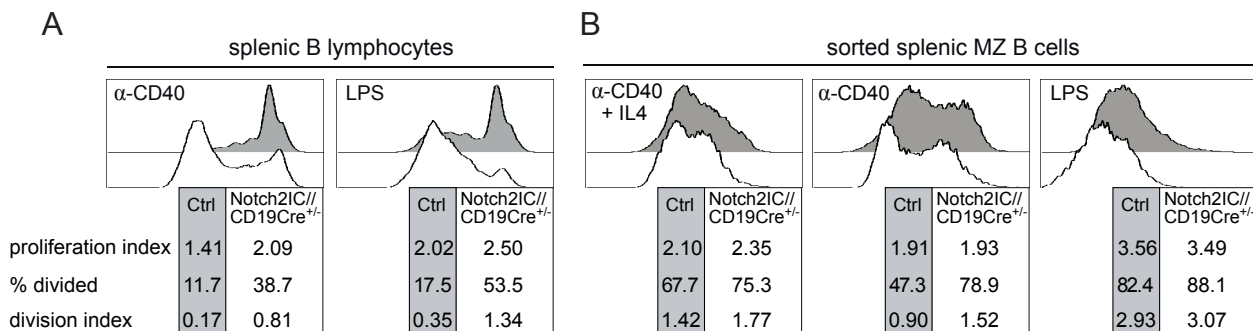 A
B
splenic B lymphocytes
sorted splenic MZ B cells
α-CD40
LPS
α-CD40
+ IL4
α-CD40
LPS
Ctrl Notch2IC//
CD19Cre+/-
Ctrl Notch2IC//
CD19Cre+/-
Ctrl Notch2IC//
CD19Cre+/-
Ctrl Notch2IC//
CD19Cre+/-
Ctrl Notch2IC//
CD19Cre+/-
proliferation index 1.41 2.09 2.02 2.50 2.10 2.35 1.91 1.93 3.56 3.49
% divided 11.7 38.7 17.5 53.5 67.7 75.3 47.3 78.9 82.4 88.1
division index 0.17 0.81 0.35 1.34 1.42 1.77 0.90 1.52 2.93 3.07